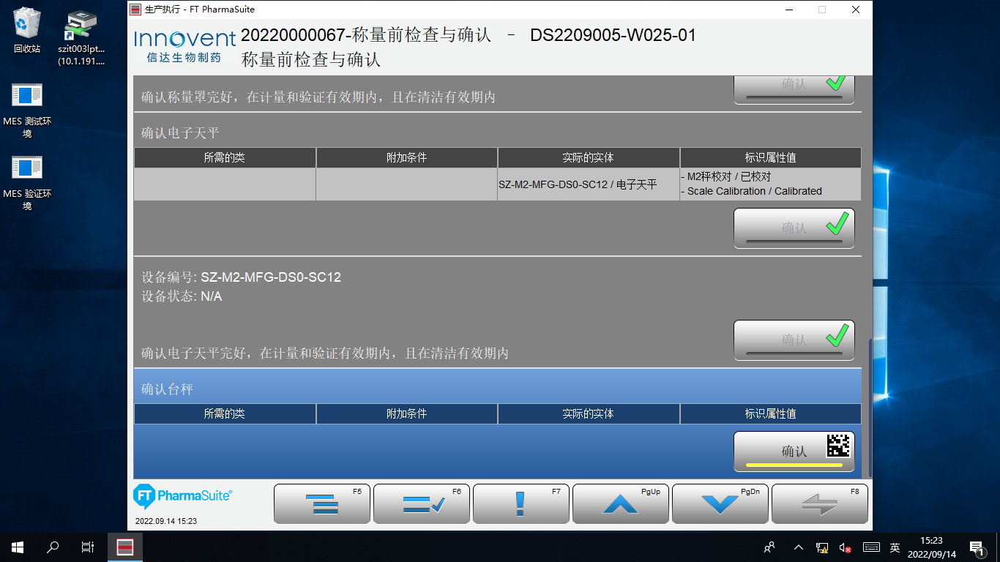 回收站
szit003lpt...
(10.1.191....
MES 测试环
境
MES 验证环
境
生产执行 - FT PharmaSuite
Innovent
信达生物制药
20220000067-称量前检查与确认 - DS2209005-W025-01
称量前检查与确认
确认
确认称量罩完好，在计量和验证有效期内，且在清洁有效期内
确认电子天平
所需的类 附加条件 实际的实体 标识属性值
SZ-M2-MFG-DS0-SC12 / 电子天平
- M2秤校对 / 已校对
- Scale Calibration / Calibrated
确认
设备编号: SZ-M2-MFG-DS0-SC12
设备状态: N/A
确认
确认电子天平完好，在计量和验证有效期内，且在清洁有效期内
确认台秤
所需的类 附加条件 实际的实体 标识属性值
确认
FT PharmaSuite®
2022.09.14 15:23
F5 F6 F7 PgUp PgDn F8
英
15:23
2022/09/14
1